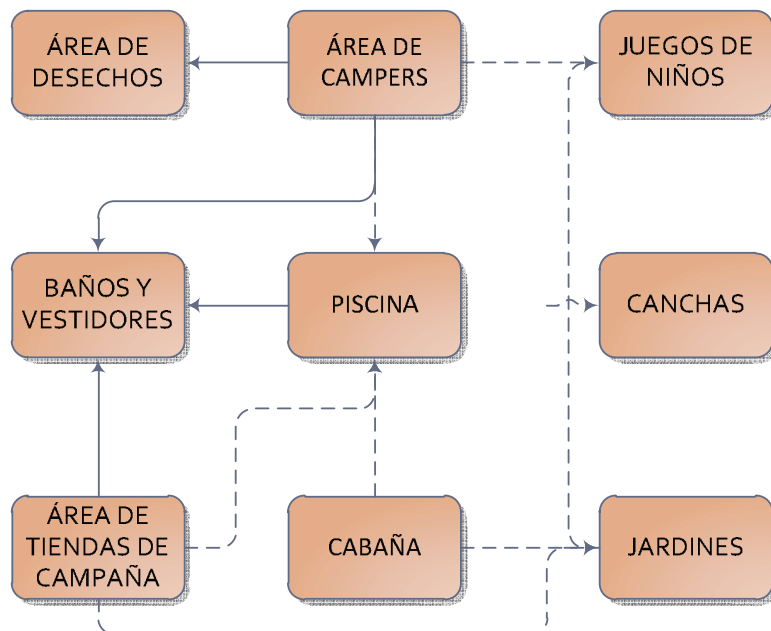 ÁREA DE
DESECHOS
ÁREA DE
CAMPERS
JUEGOS DE
NIÑOS
BAÑOS Y
VESTIDORES
PISCINA
CANCHAS
ÁREA DE
TIENDAS DE
CAMPAÑA
CABAÑA
JARDINES